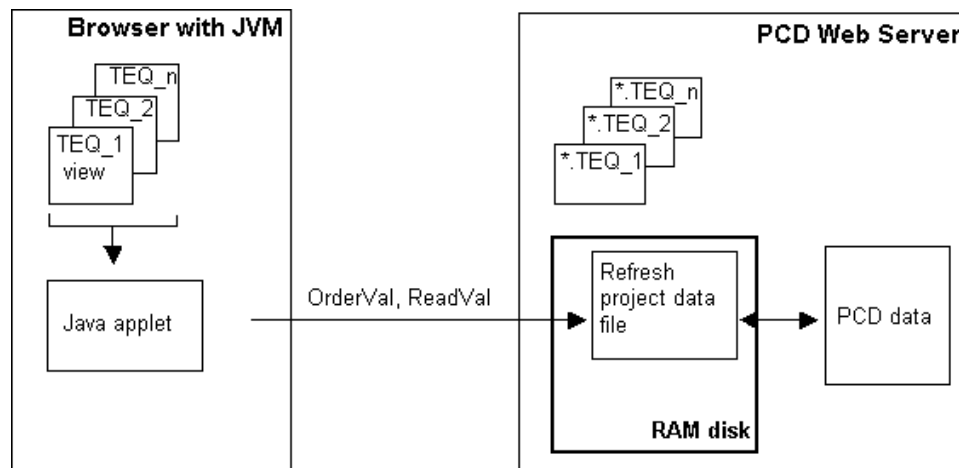 Browser with JVM
TEQ_n
TEQ_2
TEQ_1
view
Java applet
OrderVal, ReadVal
PCD Web Server
*.TEQ_n
*.TEQ_2
*.TEQ_1
Refresh
project data
file
RAM disk
PCD data